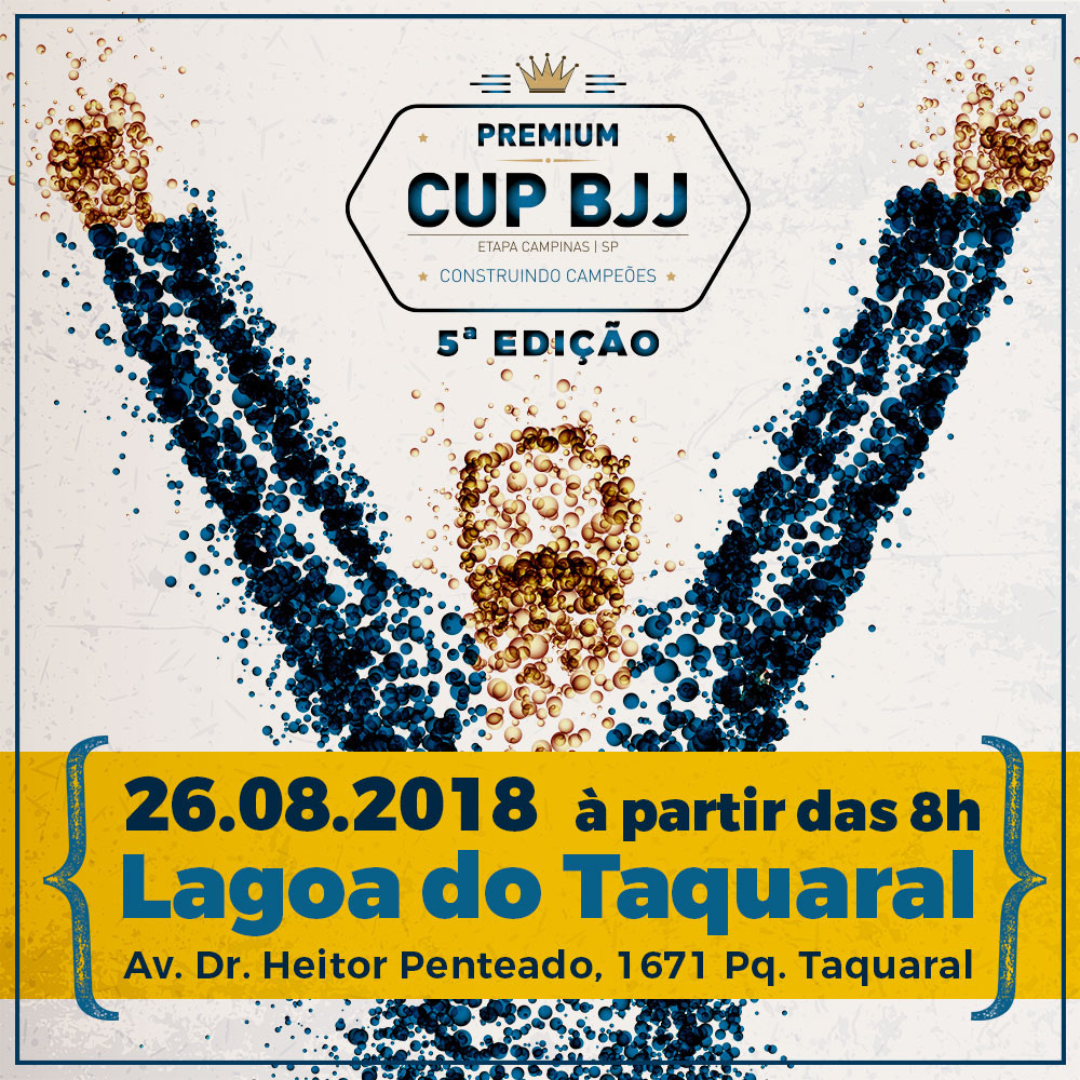 PREMIUM
CUP BJJ
ETAPA CAMPINAS | SP
CONSTRUINDO CAMPEÕES
5ª EDIÇÃO
26.08.2018 à partir das 8h
Lagoa do Taquaral
Av. Dr. Heitor Penteado, 1671 Pq. Taquaral